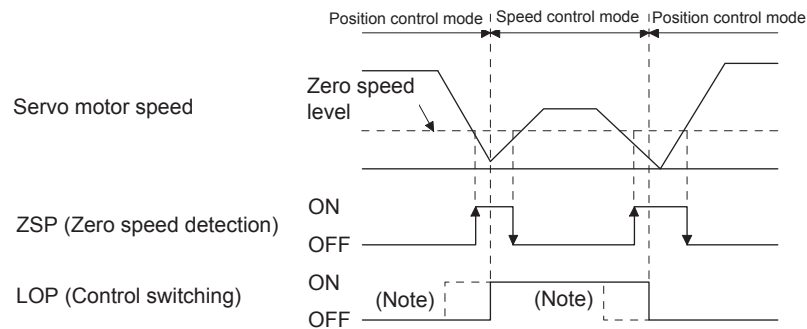 Position control mode Speed control mode Position control mode
Zero speed
level
Servo motor speed
ON
ZSP (Zero speed detection)
OFF
ON
LOP (Control switching)
(Note) (Note)
OFF